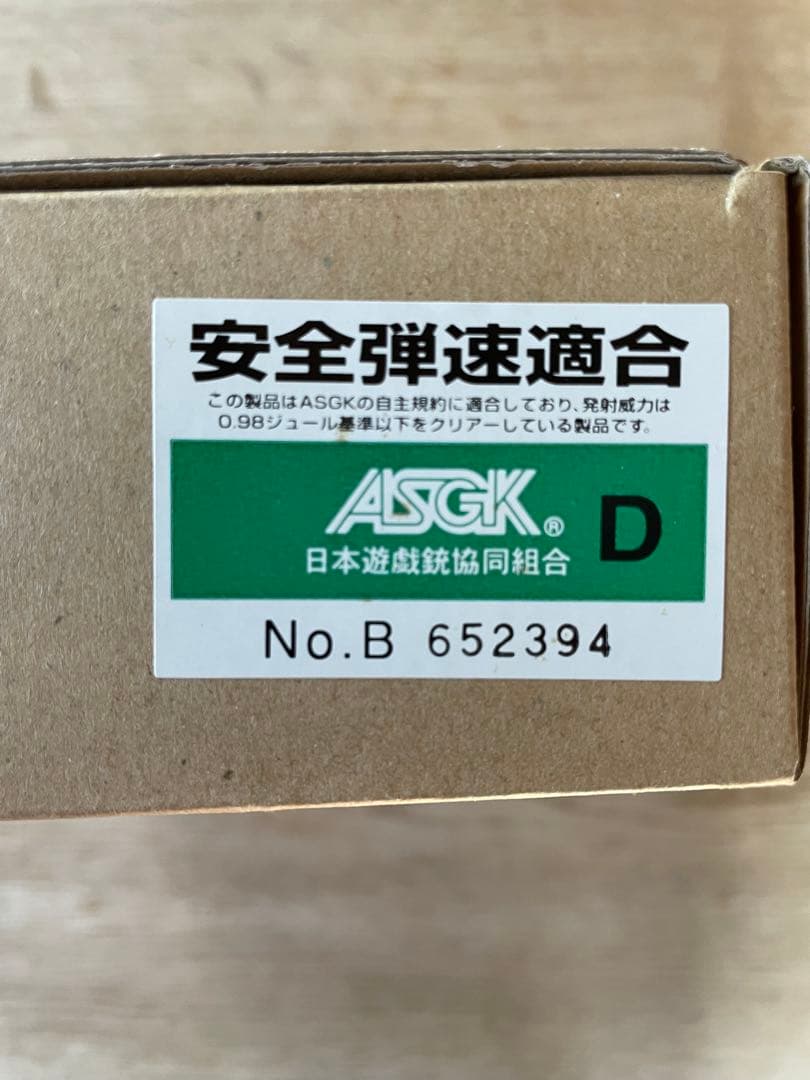 安全弾速適合
この製品はASGKの自主規約に適合しており、発射威力は
0.98ジュール基準以下をクリアーしている製品です。
ASGK® D
日本遊戯銃協同組合
No.B 652394